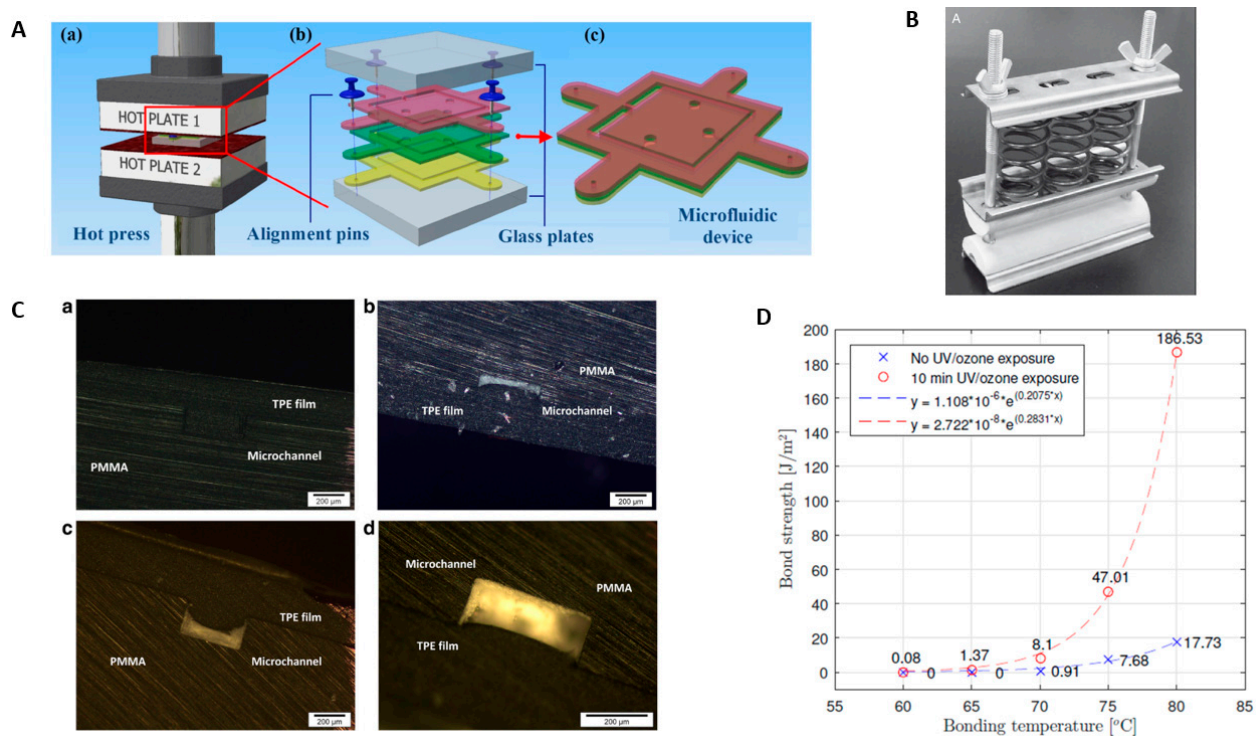 A
(a)
HOT PLATE 1
HOT PLATE 2
Hot press
(b)
Alignment pins
Glass plates
(c)
Microfluidic
device
B
A
C
a
TPE film
Microchannel
PMMA
200 µm
b
PMMA
TPE film
Microchannel
200 µm
c
TPE film
PMMA
Microchannel
200 µm
d
Microchannel
PMMA
TPE film
200 µm
D
200
180
160
140
120
100
80
60
40
20
0
Bond strength [J/m²]
No UV/ozone exposure
10 min UV/ozone exposure
y = 1.108*10⁻⁶*e^(0.2075*x)
y = 2.722*10⁻⁸*e^(0.2831*x)
186.53
47.01
0.08
1.37
8.1
17.73
0
0
0.91
7.68
55
60
65
70
75
80
85
Bonding temperature [°C]